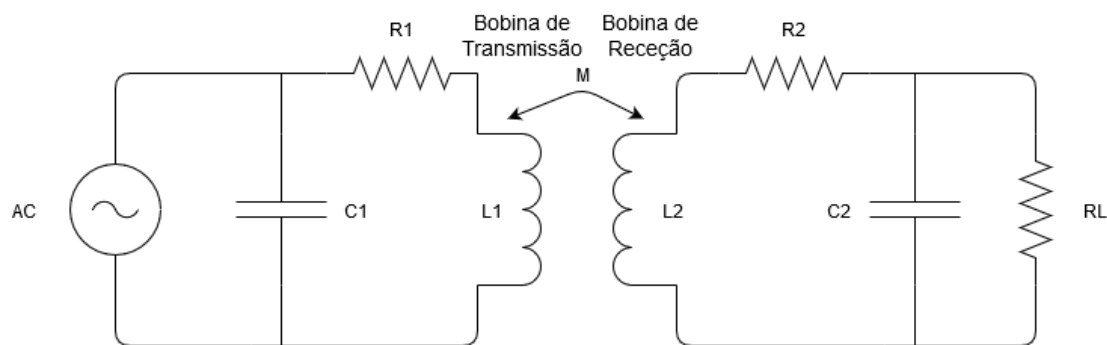 R1
Bobina de
Transmissão
Bobina de
Receção
R2
M
AC
C1
L1
L2
C2
RL